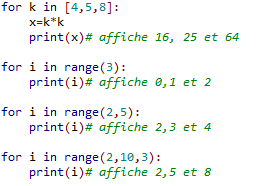 for k in [4,5,8]:
    x=k*k
    print(x)# affiche 16, 25 et 64

for i in range(3):
    print(i)# affiche 0,1 et 2

for i in range(2,5):
    print(i)# affiche 2,3 et 4

for i in range(2,10,3):
    print(i)# affiche 2,5 et 8